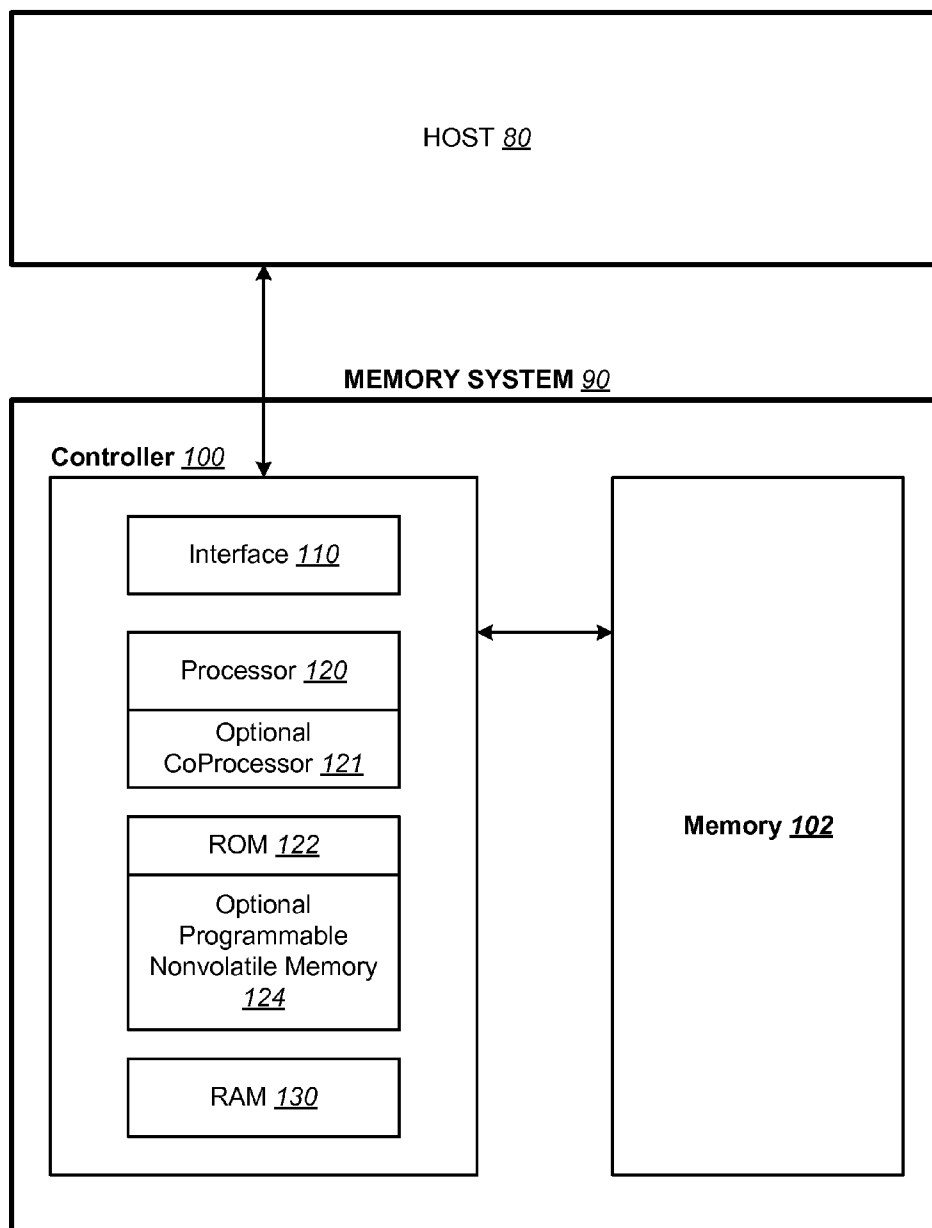 HOST 80
MEMORY SYSTEM 90
Controller 100
Interface 110
Processor 120
Optional
CoProcessor 121
ROM 122
Optional
Programmable
Nonvolatile Memory
124
RAM 130
Memory 102